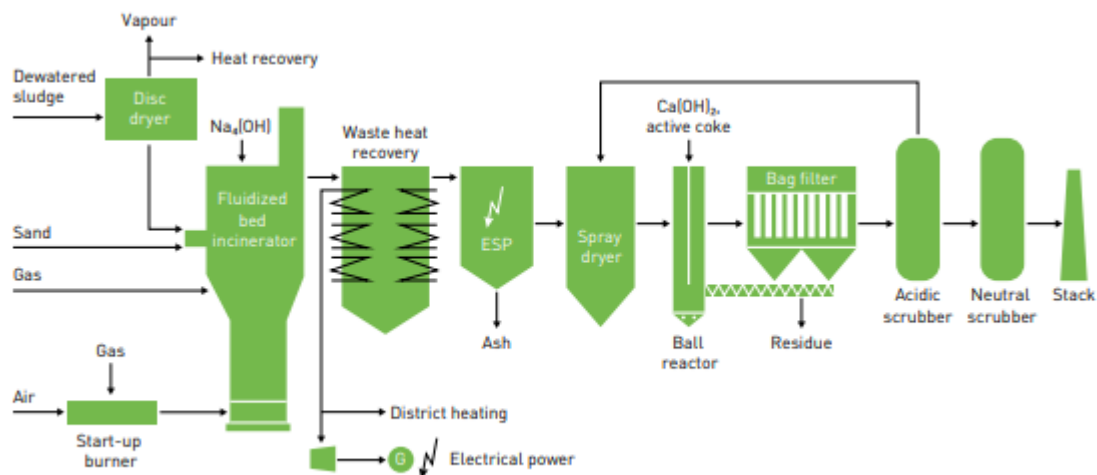 Vapour
Heat recovery
Dewatered
sludge
Disc
dryer
Na₄(OH)
Waste heat
recovery
Ca(OH)₂,
active coke
Fluidized
bed
incinerator
Bag filter
Sand
Gas
ESP
Spray
dryer
Acidic
scrubber
Neutral
scrubber
Stack
Ash
Ball
reactor
Residue
Gas
Air
Start-up
burner
District heating
G
Electrical power